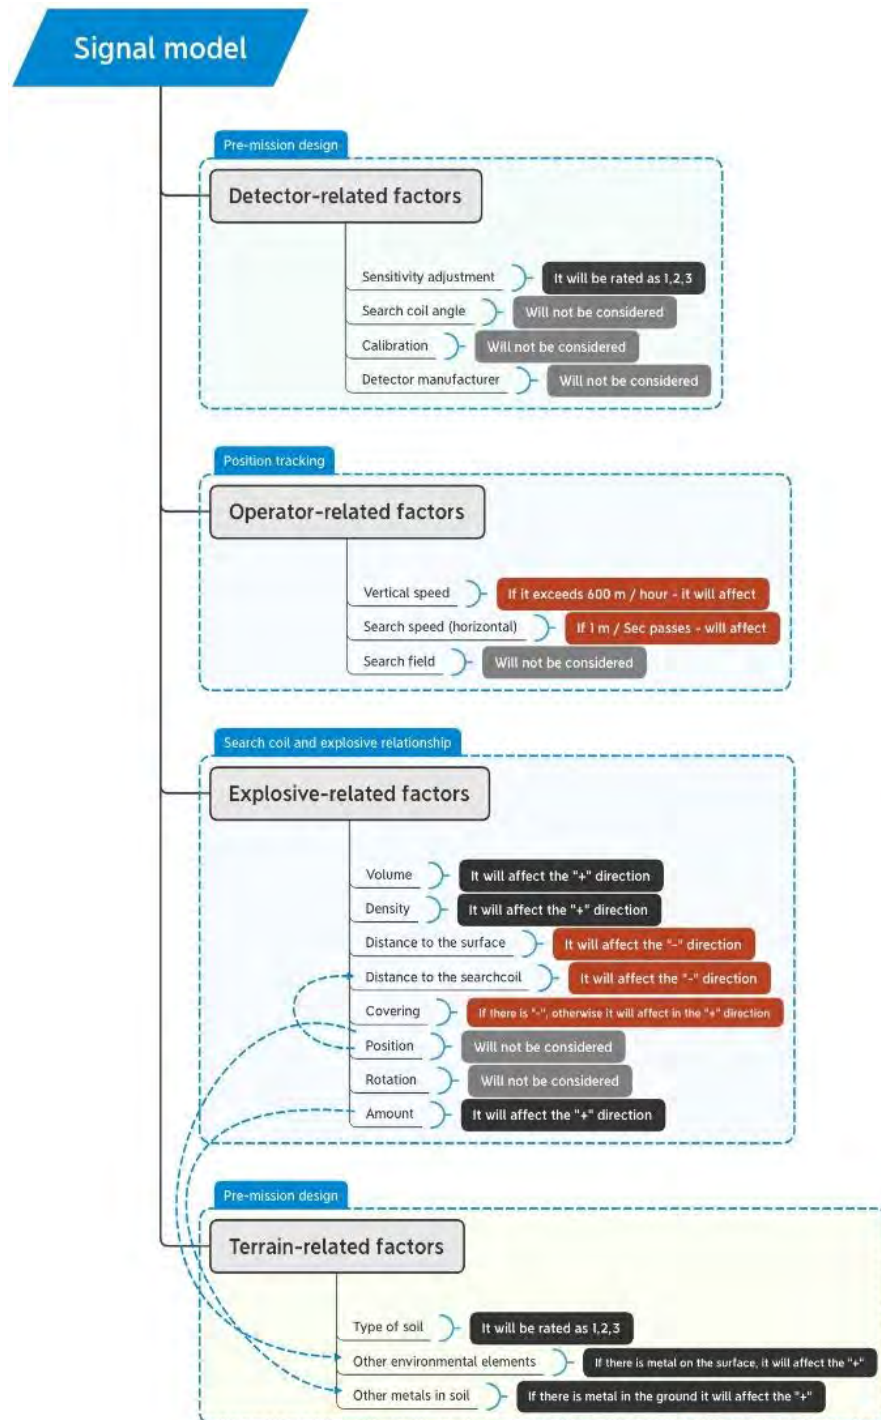 Signal model
Pre-mission design
Detector-related factors
Sensitivity adjustment It will be rated as 1,2,3
Search coil angle Will not be considered
Calibration Will not be considered
Detector manufacturer Will not be considered
Position tracking
Operator-related factors
Vertical speed If it exceeds 600 m / hour - it will affect
Search speed (horizontal) If 1 m / Sec passes - will affect
Search field Will not be considered
Search coil and explosive relationship
Explosive-related factors
Volume It will affect the "+" direction
Density It will affect the "+" direction
Distance to the surface It will affect the "-" direction
Distance to the searchcoil It will affect the "-" direction
Covering If there is "-", otherwise it will affect in the "+" direction
Position Will not be considered
Rotation Will not be considered
Amount It will affect the "+" direction
Pre-mission design
Terrain-related factors
Type of soil It will be rated as 1,2,3
Other environmental elements If there is metal on the surface, it will affect the "+"
Other metals in soil If there is metal in the ground it will affect the "+"